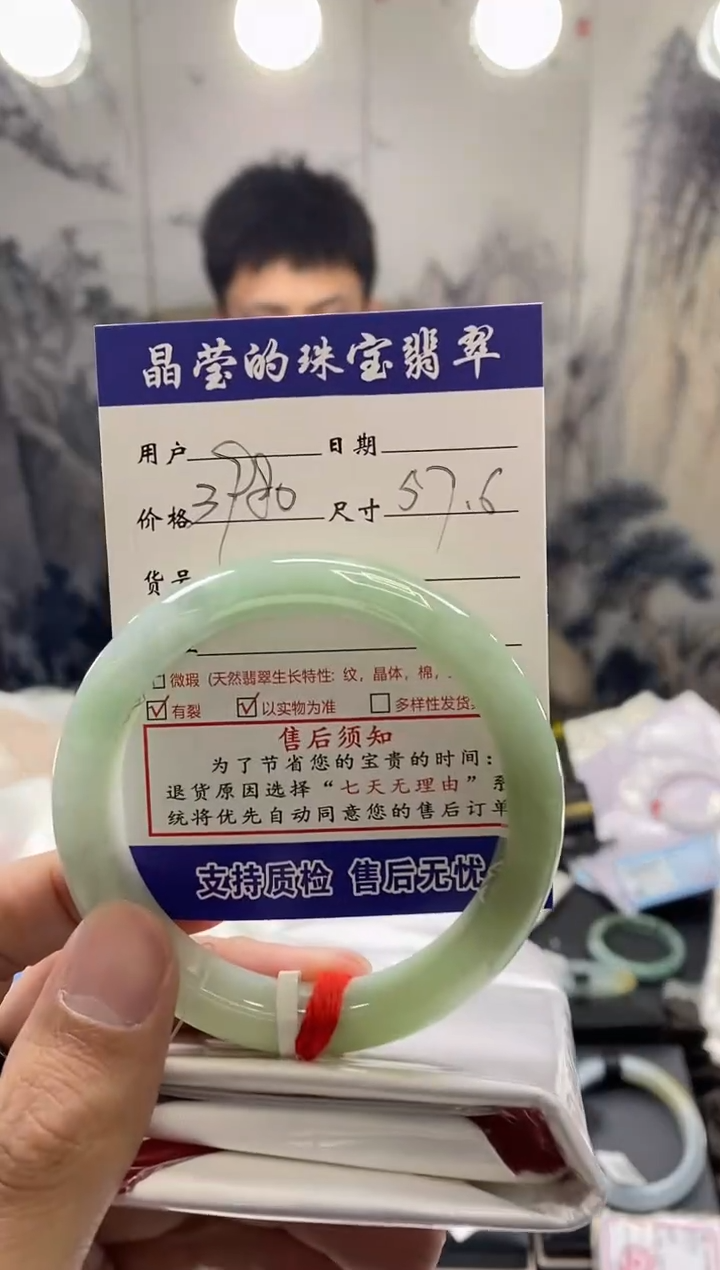 晶莹的珠宝翡翠
用户 日期
价格 尺寸 57.6
货号
微瑕 (天然翡翠生长特性: 纹, 晶体, 棉,
有裂 以实物为准 多样性发货
售后须知
为了节省您的宝贵的时间:
退货原因选择“七天无理由”系
统将优先自动同意您的售后订单
支持质检 售后无忧